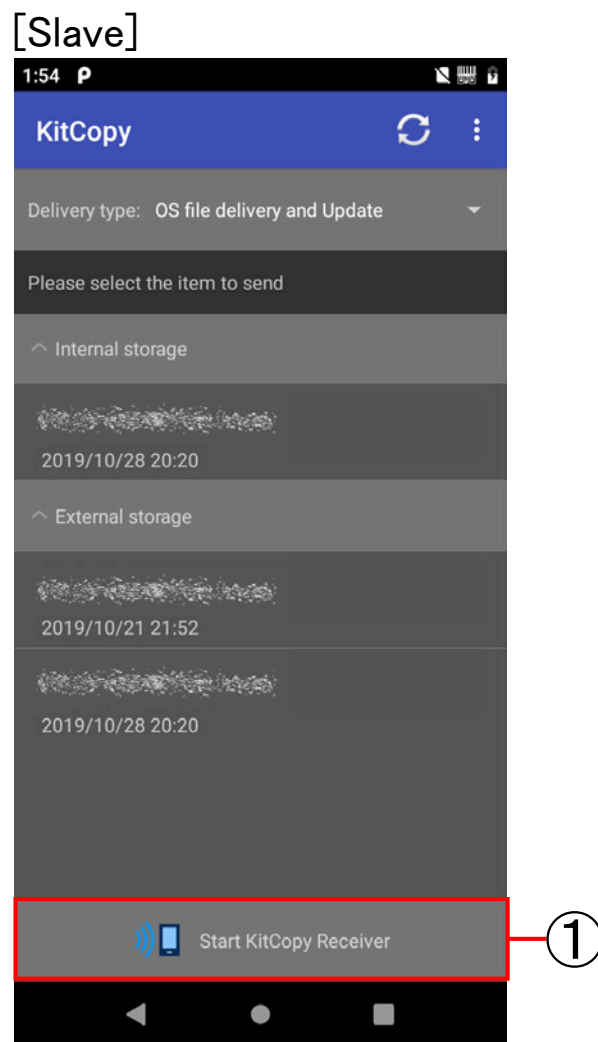 [Slave]
1:54
KitCopy
Delivery type: OS file delivery and Update
Please select the item to send
Internal storage
2019/10/28 20:20
External storage
2019/10/21 21:52
2019/10/28 20:20
Start KitCopy Receiver
①